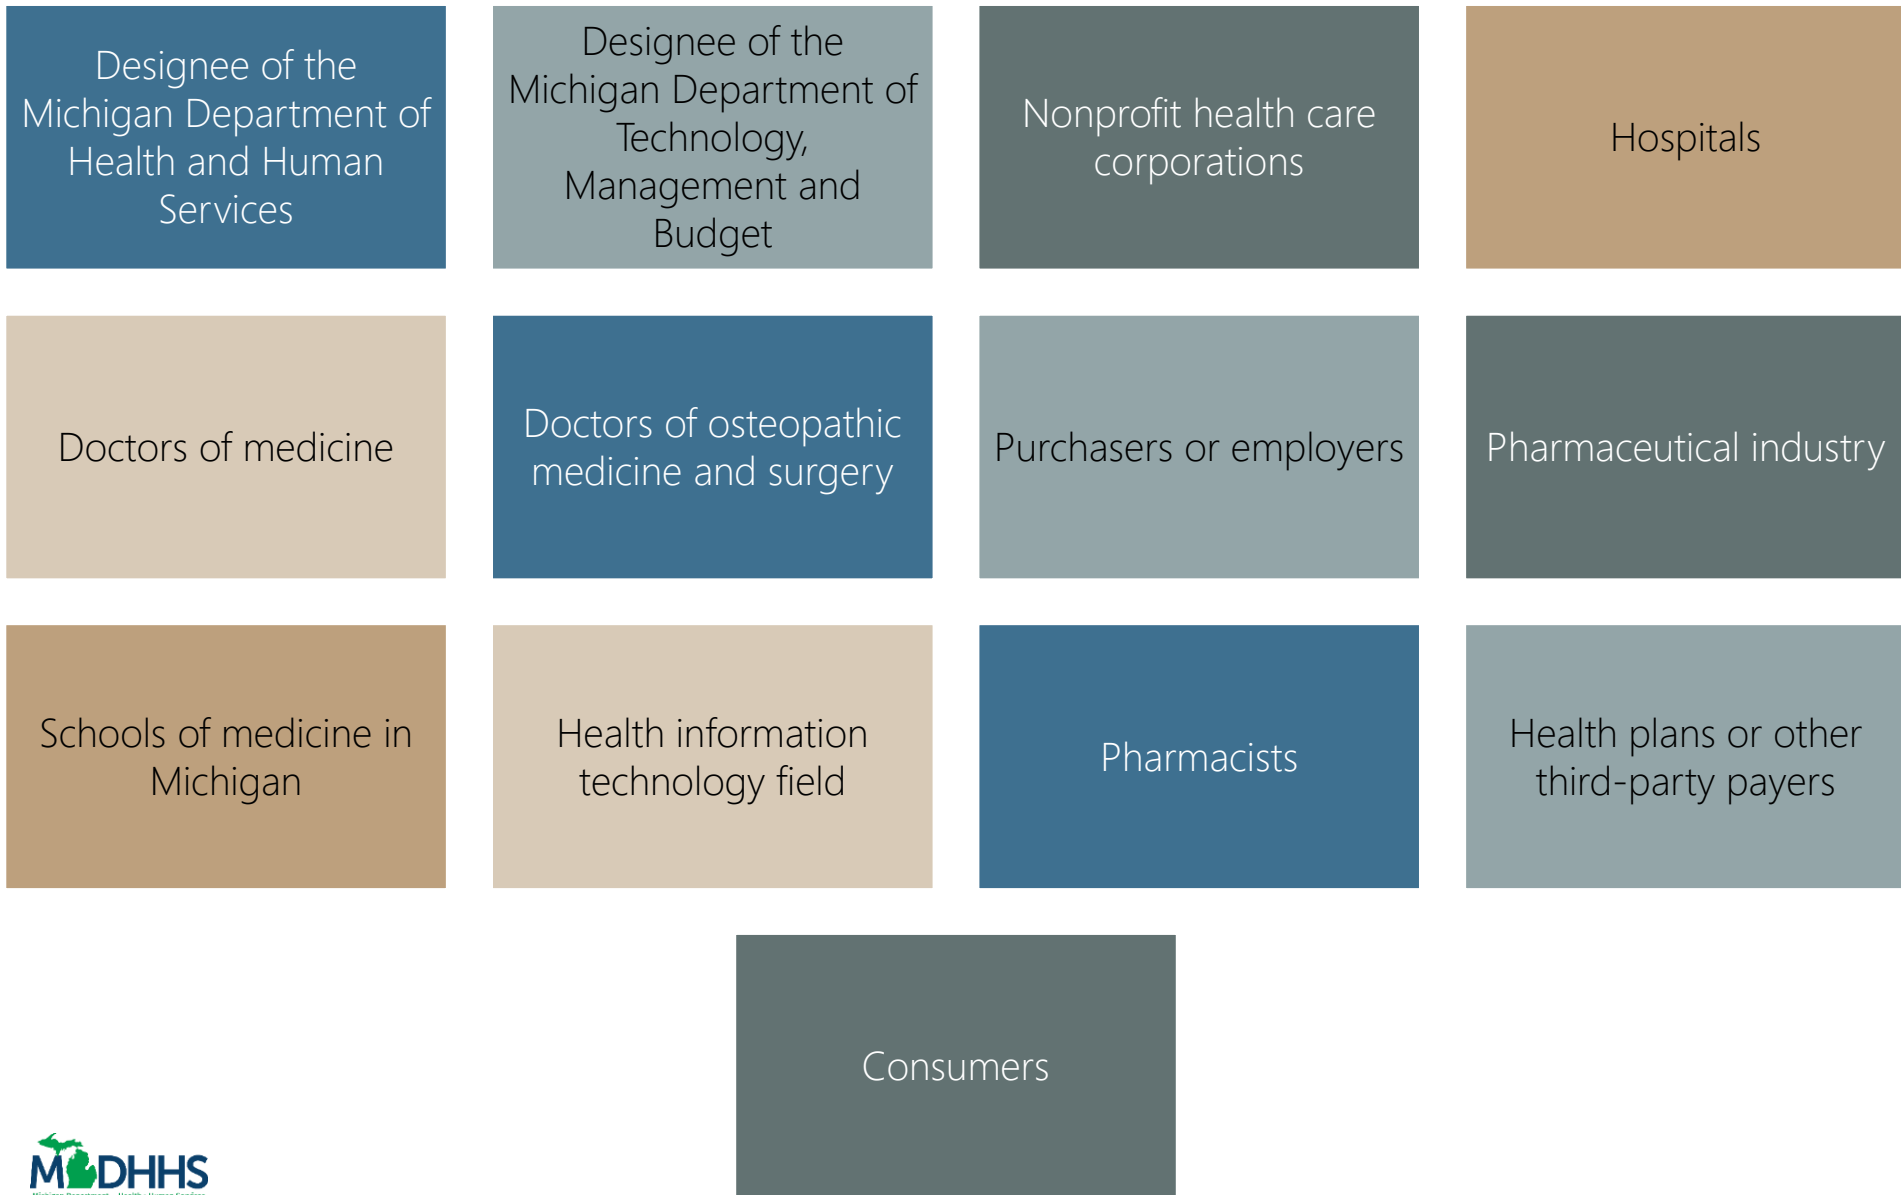 Designee of the
Michigan Department of
Health and Human
Services
Designee of the
Michigan Department of
Technology,
Management and
Budget
Nonprofit health care
corporations
Hospitals
Doctors of medicine
Doctors of osteopathic
medicine and surgery
Purchasers or employers
Pharmaceutical industry
Schools of medicine in
Michigan
Health information
technology field
Pharmacists
Health plans or other
third-party payers
Consumers
MDHHS